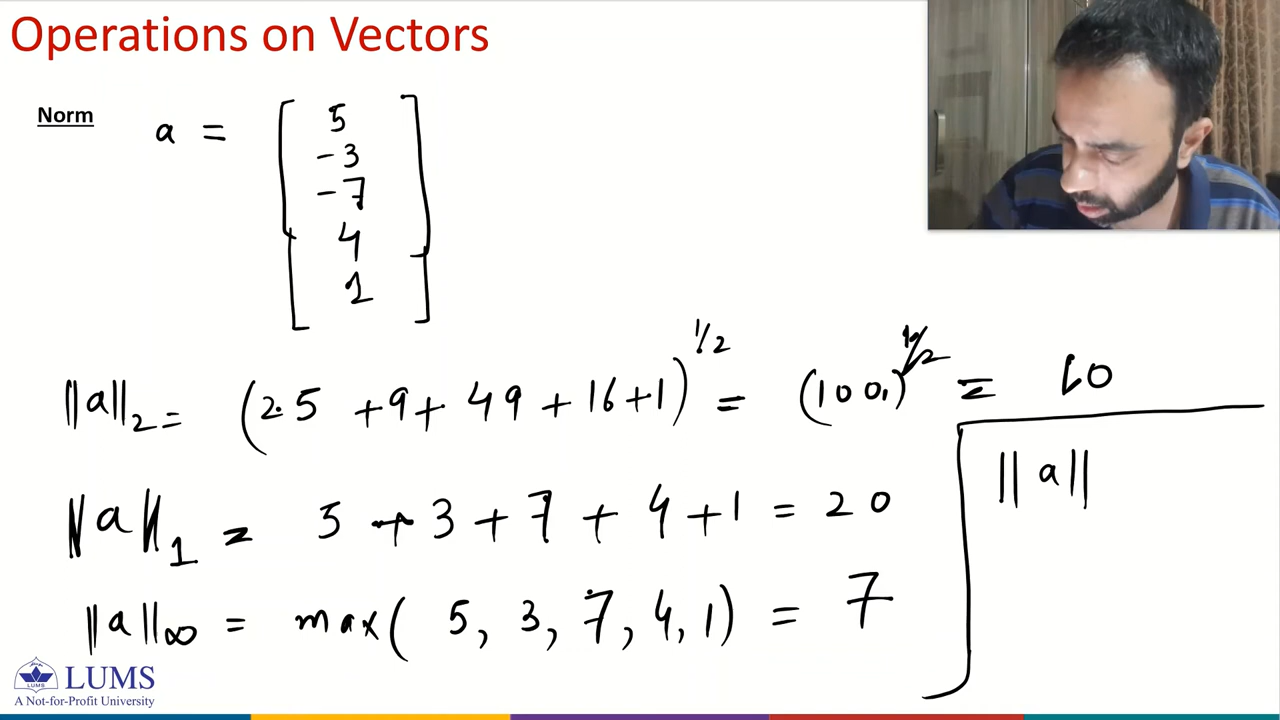 Operations on Vectors
Norm
a = [ 5
-3
-7
4
1 ]
||a||₂ = (25 + 9 + 49 + 16 + 1)^1/2 = (100)^1/2 = 10
||a||₁ = 5 + 3 + 7 + 4 + 1 = 20
||a||∞ = max( 5, 3, 7, 4, 1) = 7
||a||
LUMS
LUMS
A Not-for-Profit University